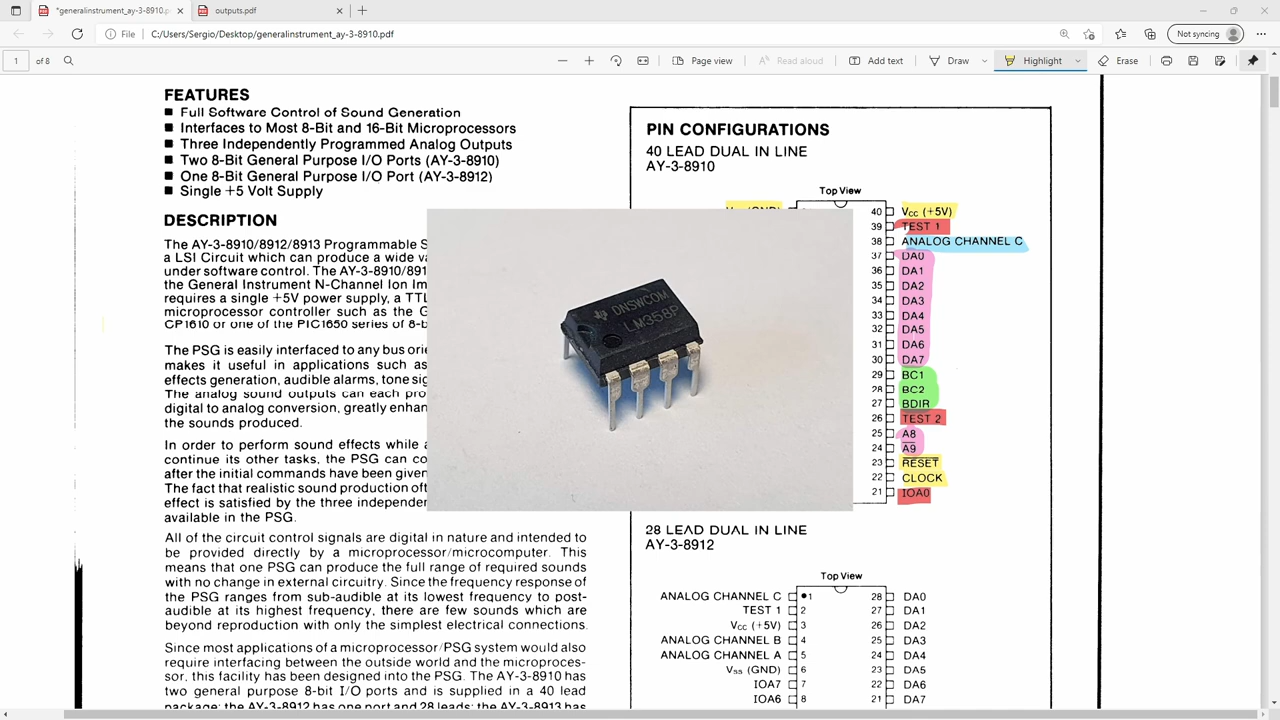 *generalinstrument_ay-3-8910.p
outputs.pdf
File
C:/Users/Sergio/Desktop/generalinstrument_ay-3-8910.pdf
Not syncing
1
of 8
Page view
Read aloud
Add text
Draw
Highlight
Erase
FEATURES
■ Full Software Control of Sound Generation
■ Interfaces to Most 8-Bit and 16-Bit Microprocessors
■ Three Independently Programmed Analog Outputs
■ Two 8-Bit General Purpose I/O Ports (AY-3-8910)
■ One 8-Bit General Purpose I/O Port (AY-3-8912)
■ Single +5 Volt Supply
DESCRIPTION
The AY-3-8910/8912/8913 Programmable S
a LSI Circuit which can produce a wide va
under software control. The AY-3-8910/891
the General Instrument N-Channel Ion Im
requires a single +5V power supply, a TTL
microprocessor controller such as the G
CP1610 or one of the PIC1650 series of 8-b
The PSG is easily interfaced to any bus orie
makes it useful in applications such as
effects generation, audible alarms, tone sig
The analog sound outputs can each pro
digital to analog conversion, greatly enhan
the sounds produced.
In order to perform sound effects while a
continue its other tasks, the PSG can co
after the initial commands have been given
The fact that realistic sound production oft
effect is satisfied by the three independen
available in the PSG.
All of the circuit control signals are digital in nature and intended to
be provided directly by a microprocessor/microcomputer. This
means that one PSG can produce the full range of required sounds
with no change in external circuitry. Since the frequency response of
the PSG ranges from sub-audible at its lowest frequency to post-
audible at its highest frequency, there are few sounds which are
beyond reproduction with only the simplest electrical connections.
Since most applications of a microprocessor/PSG system would also
require interfacing between the outside world and the microproces-
sor, this facility has been designed into the PSG. The AY-3-8910 has
two general purpose 8-bit I/O ports and is supplied in a 40 lead
package; the AY-3-8912 has one port and 28 leads; the AY-3-8913 has
DNSWCOM
LM358P
PIN CONFIGURATIONS
40 LEAD DUAL IN LINE
AY-3-8910
Top View
40 Vcc (+5V)
39 TEST 1
38 ANALOG CHANNEL C
37 DA0
36 DA1
35 DA2
34 DA3
33 DA4
32 DA5
31 DA6
30 DA7
29 BC1
28 BC2
27 BDIR
26 TEST 2
25 A8
24 A̅9̅
23 R̅E̅S̅E̅T̅
22 CLOCK
21 IOA0
28 LEAD DUAL IN LINE
AY-3-8912
Top View
ANALOG CHANNEL C 1 28 DA0
TEST 1 2 27 DA1
Vcc (+5V) 3 26 DA2
ANALOG CHANNEL B 4 25 DA3
ANALOG CHANNEL A 5 24 DA4
Vss (GND) 6 23 DA5
IOA7 7 22 DA6
IOA6 8 21 DA7